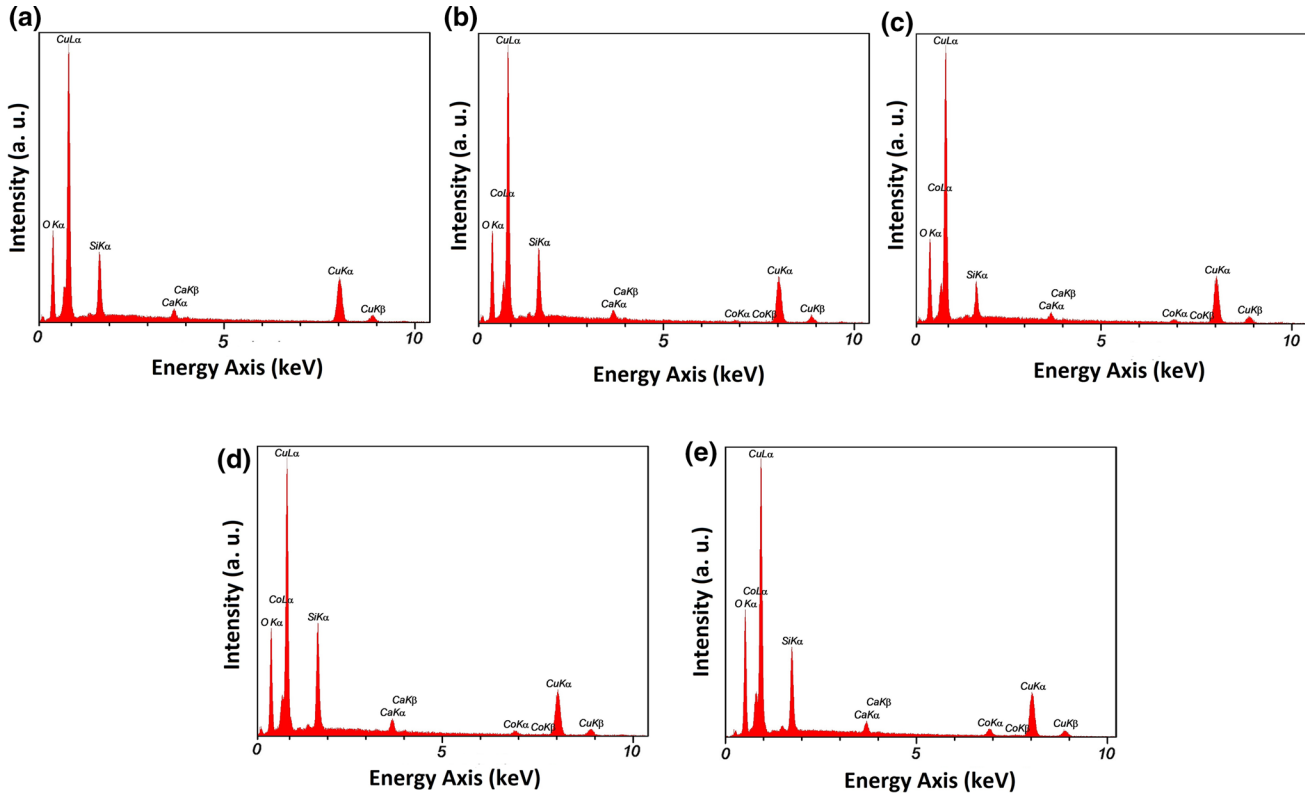 (a)
CuLα
O Kα
SiKα
CaKβ
CaKα
CuKα
CuKβ
0
5
10
Intensity (a. u.)
Energy Axis (keV)
(b)
CuLα
CoLα
O Kα
SiKα
CaKβ
CaKα
CoKα
CoKβ
CuKα
CuKβ
0
5
10
Intensity (a. u.)
Energy Axis (keV)
(c)
CuLα
CoLα
O Kα
SiKα
CaKβ
CaKα
CoKα
CoKβ
CuKα
CuKβ
0
5
10
Intensity (a. u.)
Energy Axis (keV)
(d)
CuLα
CoLα
O Kα
SiKα
CaKβ
CaKα
CoKα
CoKβ
CuKα
CuKβ
0
5
10
Intensity (a. u.)
Energy Axis (keV)
(e)
CuLα
CoLα
O Kα
SiKα
CaKβ
CaKα
CoKα
CoKβ
CuKα
CuKβ
0
5
10
Intensity (a. u.)
Energy Axis (keV)